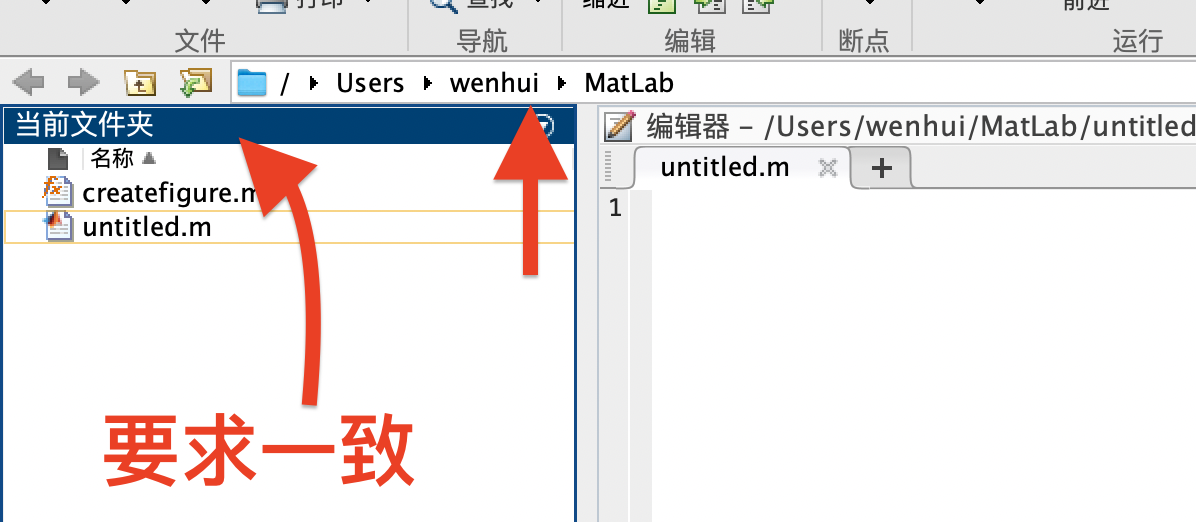 打印
查找
缩进
前进
文件
导航
编辑
断点
运行
/ Users wenhui MatLab
当前文件夹
编辑器 – /Users/wenhui/MatLab/untitled
名称
untitled.m
createfigure.m
1
untitled.m
要求一致